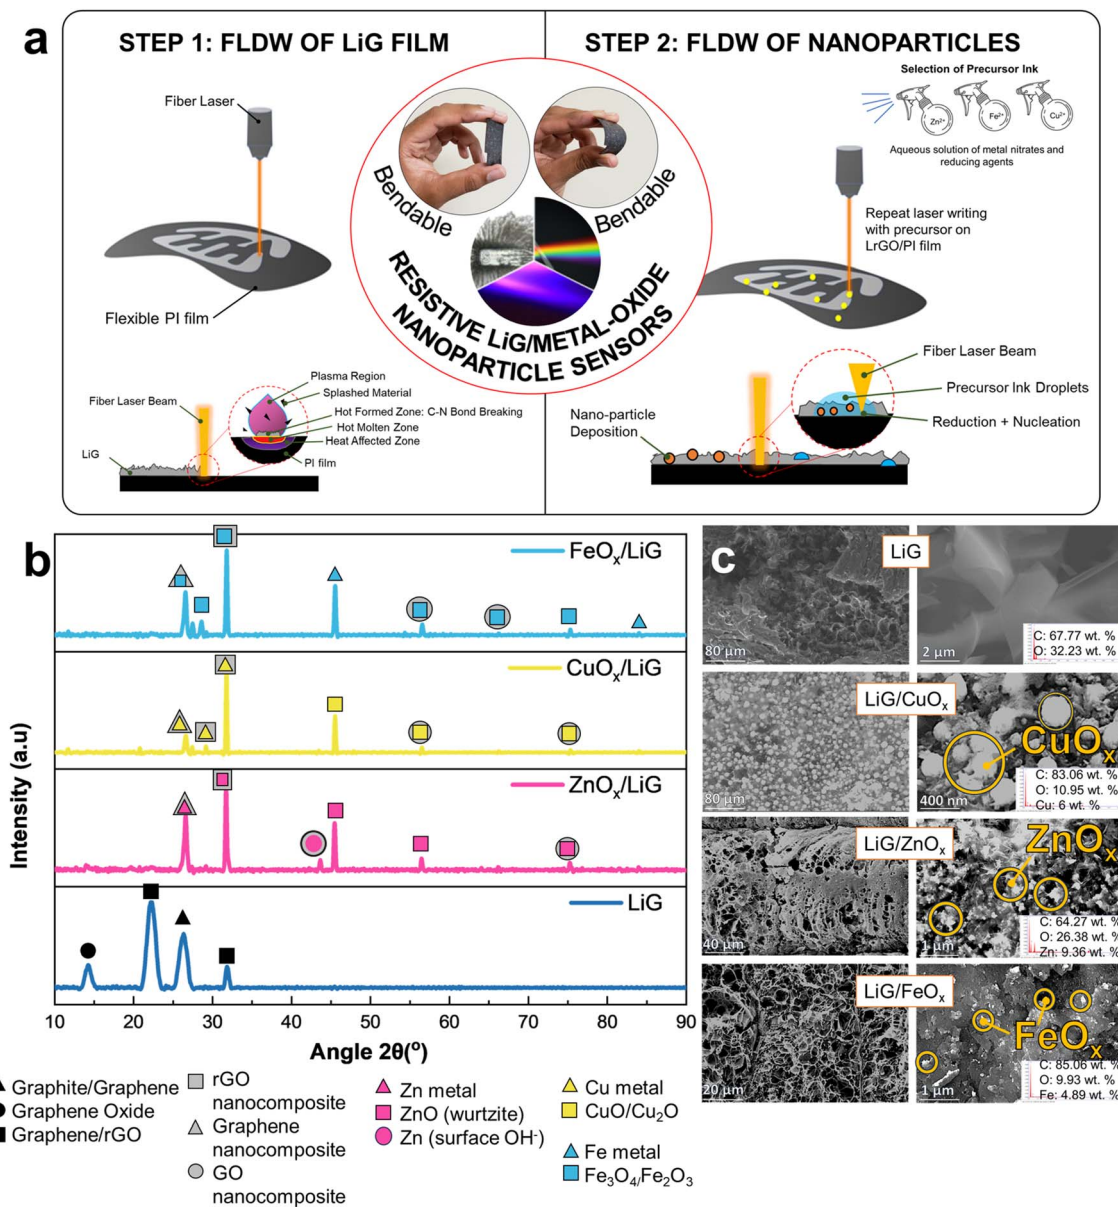 a
STEP 1: FLDW OF LiG FILM
STEP 2: FLDW OF NANOPARTICLES
Fiber Laser
Flexible PI film
Bendable
Bendable
RESISTIVE LiG/METAL-OXIDE
NANOPARTICLE SENSORS
Selection of Precursor Ink
Zn²⁺
Fe²⁺
Cu²⁺
Aqueous solution of metal nitrates and
reducing agents
Repeat laser writing
with precursor on
LrGO/PI film
Fiber Laser Beam
LiG
Plasma Region
Splashed Material
Hot Formed Zone: C-N Bond Breaking
Hot Molten Zone
Heat Affected Zone
PI film
Nano-particle
Deposition
Fiber Laser Beam
Precursor Ink Droplets
Reduction + Nucleation
b
FeOₓ/LiG
CuOₓ/LiG
ZnOₓ/LiG
LiG
Intensity (a.u)
10 20 30 40 50 60 70 80 90
Angle 2θ(°)
Graphite/Graphene
Graphene Oxide
Graphene/rGO
rGO
nanocomposite
Graphene
nanocomposite
GO
nanocomposite
Zn metal
ZnO (wurtzite)
Zn (surface OH⁻)
Cu metal
CuO/Cu₂O
Fe metal
Fe₃O₄/Fe₂O₃
c
LiG
80 µm
2 µm
C: 67.77 wt. %
O: 32.23 wt. %
LiG/CuOₓ
80 µm
CuOₓ
400 nm
C: 83.06 wt. %
O: 10.95 wt. %
Cu: 6 wt. %
LiG/ZnOₓ
40 µm
ZnOₓ
1 µm
C: 64.27 wt. %
O: 26.38 wt. %
Zn: 9.36 wt. %
LiG/FeOₓ
20 µm
FeOₓ
1 µm
C: 85.06 wt. %
O: 9.93 wt. %
Fe: 4.89 wt. %